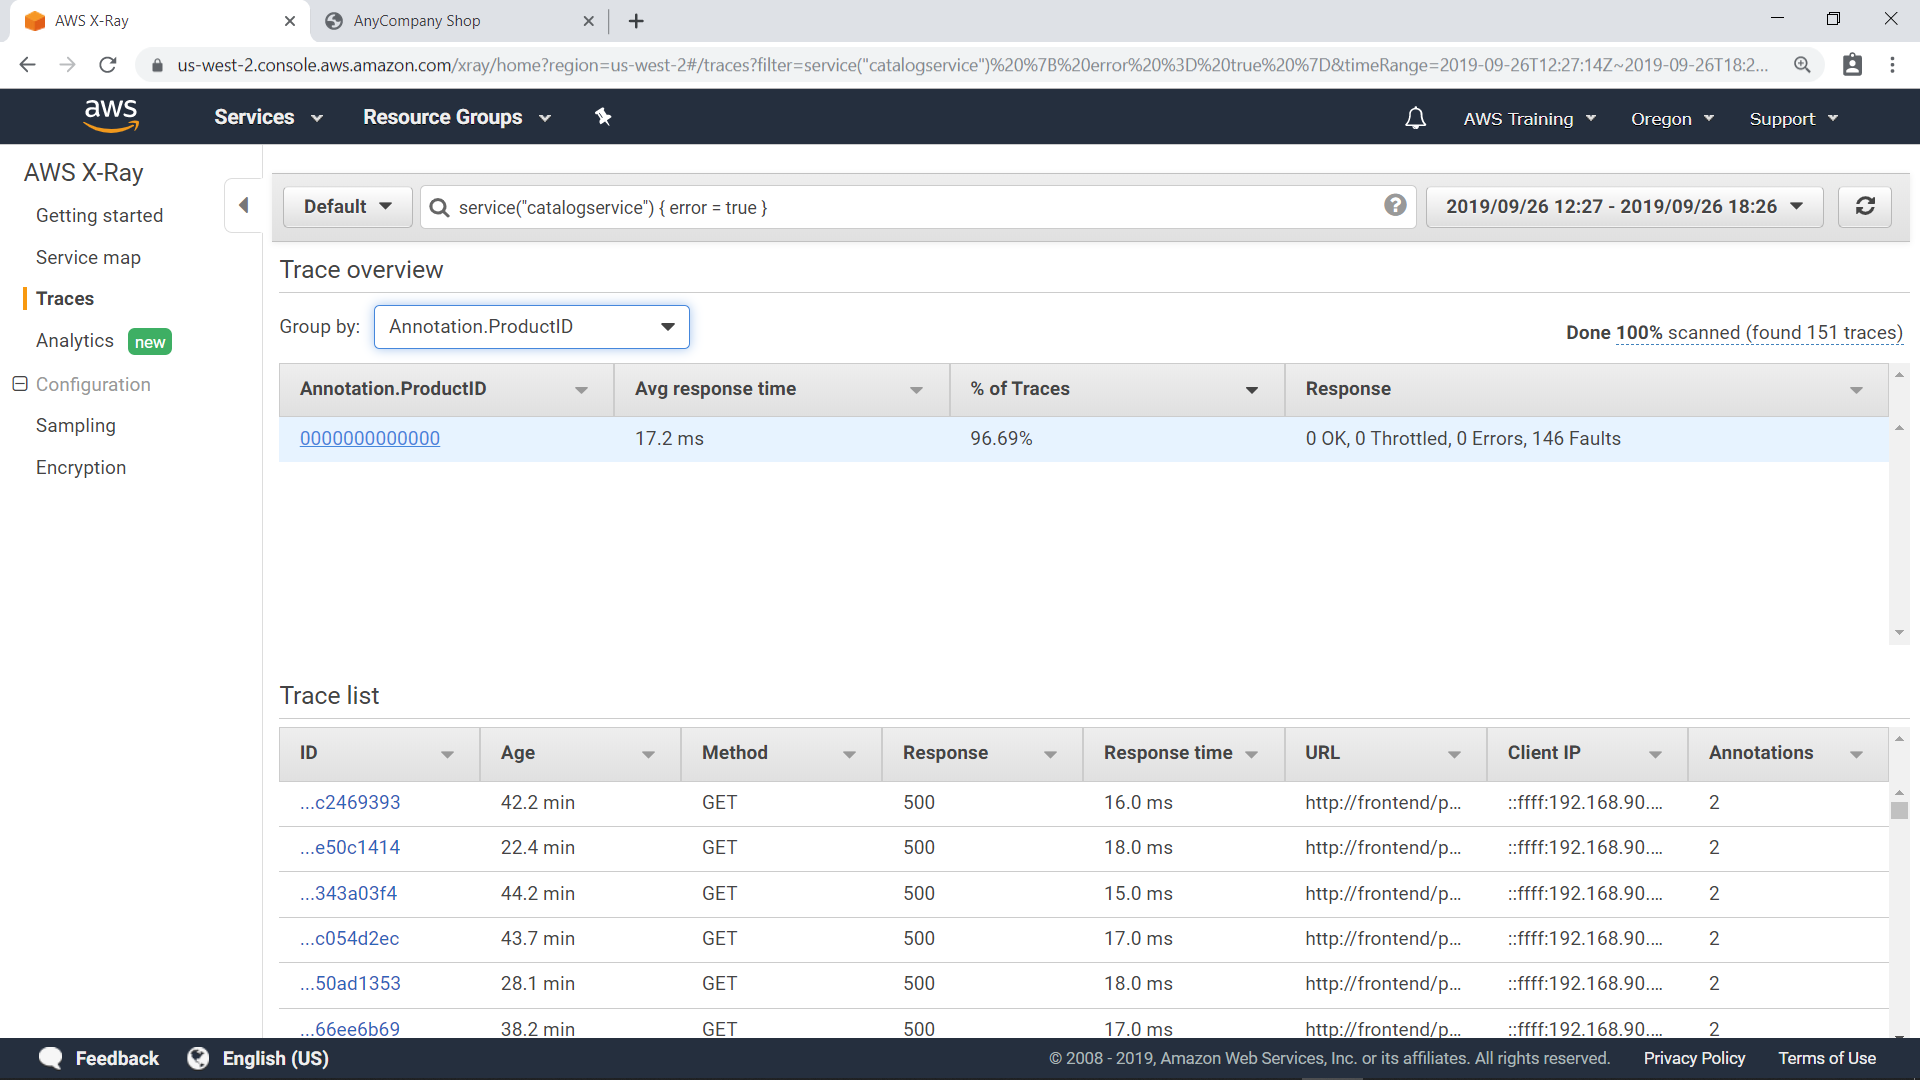 AWS X-Ray
AnyCompany Shop
us-west-2.console.aws.amazon.com/xray/home?region=us-west-2#/traces?filter=service("catalogservice")%20%7B%20error%20%3D%20true%20%7D&timeRange=2019-09-26T12:27:14Z~2019-09-26T18:2...
aws
Services
Resource Groups
AWS Training
Oregon
Support
AWS X-Ray
Getting started
Service map
Traces
Analytics new
Configuration
Sampling
Encryption
Default
service("catalogservice") { error = true }
2019/09/26 12:27 - 2019/09/26 18:26
Trace overview
Group by: Annotation.ProductID
Done 100% scanned (found 151 traces)
Annotation.ProductID Avg response time % of Traces Response
0000000000000 17.2 ms 96.69% 0 OK, 0 Throttled, 0 Errors, 146 Faults
Trace list
ID Age Method Response Response time URL Client IP Annotations
...c2469393 42.2 min GET 500 16.0 ms http://frontend/p... ::ffff:192.168.90.... 2
...e50c1414 22.4 min GET 500 18.0 ms http://frontend/p... ::ffff:192.168.90.... 2
...343a03f4 44.2 min GET 500 15.0 ms http://frontend/p... ::ffff:192.168.90.... 2
...c054d2ec 43.7 min GET 500 17.0 ms http://frontend/p... ::ffff:192.168.90.... 2
...50ad1353 28.1 min GET 500 18.0 ms http://frontend/p... ::ffff:192.168.90.... 2
...66ee6b69 38.2 min GET 500 17.0 ms http://frontend/p... ::ffff:192.168.90.... 2
Feedback
English (US)
© 2008 - 2019, Amazon Web Services, Inc. or its affiliates. All rights reserved.
Privacy Policy
Terms of Use